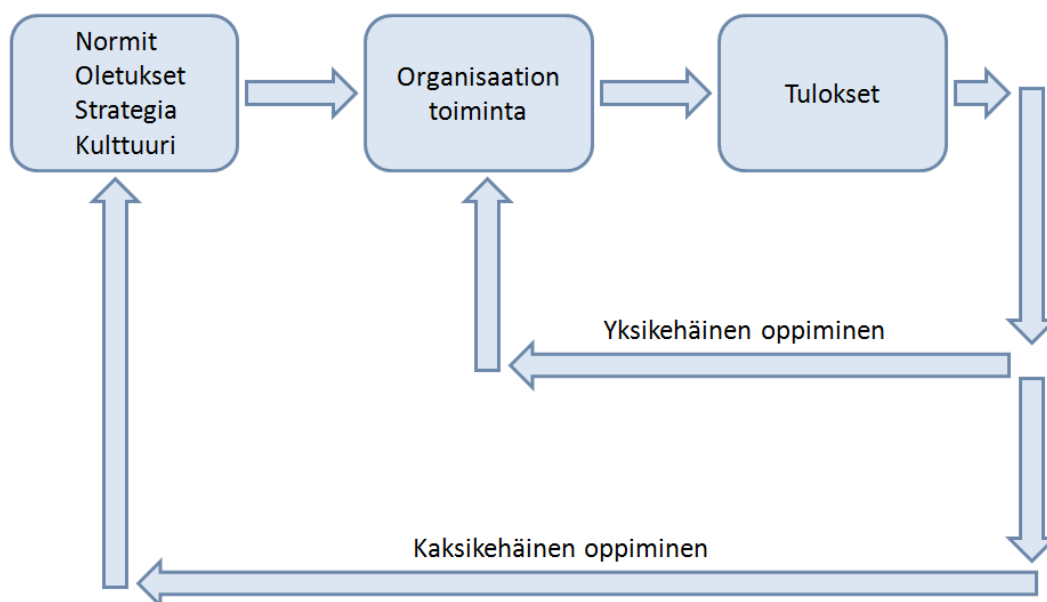 Normit
Oletukset
Strategia
Kulttuuri
Organisaation
toiminta
Tulokset
Yksikehäinen oppiminen
Kaksikehäinen oppiminen